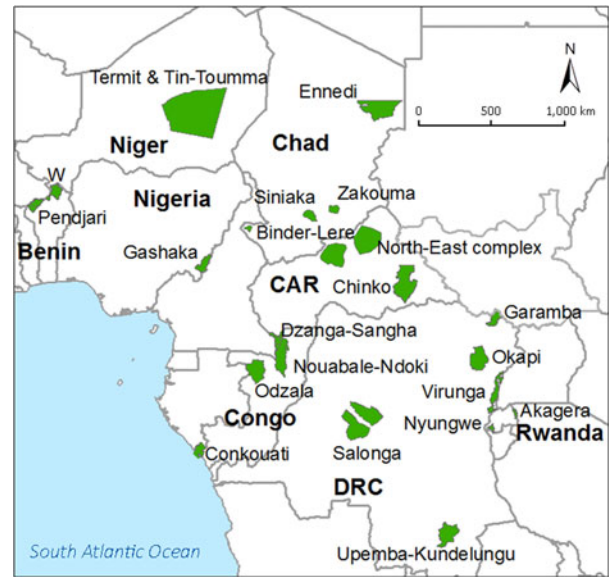 N
Termit & Tin-Toumma
Ennedi
0 500 1,000 km
Niger
Chad
W
Nigeria
Siniaka
Zakouma
Pendjari
Binder-Lere
North-East complex
Benin
Gashaka
CAR
Chinko
Garamba
Dzanga-Sangha
Okapi
Nouabale-Ndoki
Odzala
Virunga
Akagera
Congo
Nyungwe
Rwanda
Conkouati
Salonga
DRC
South Atlantic Ocean
Upemba-Kundelungu